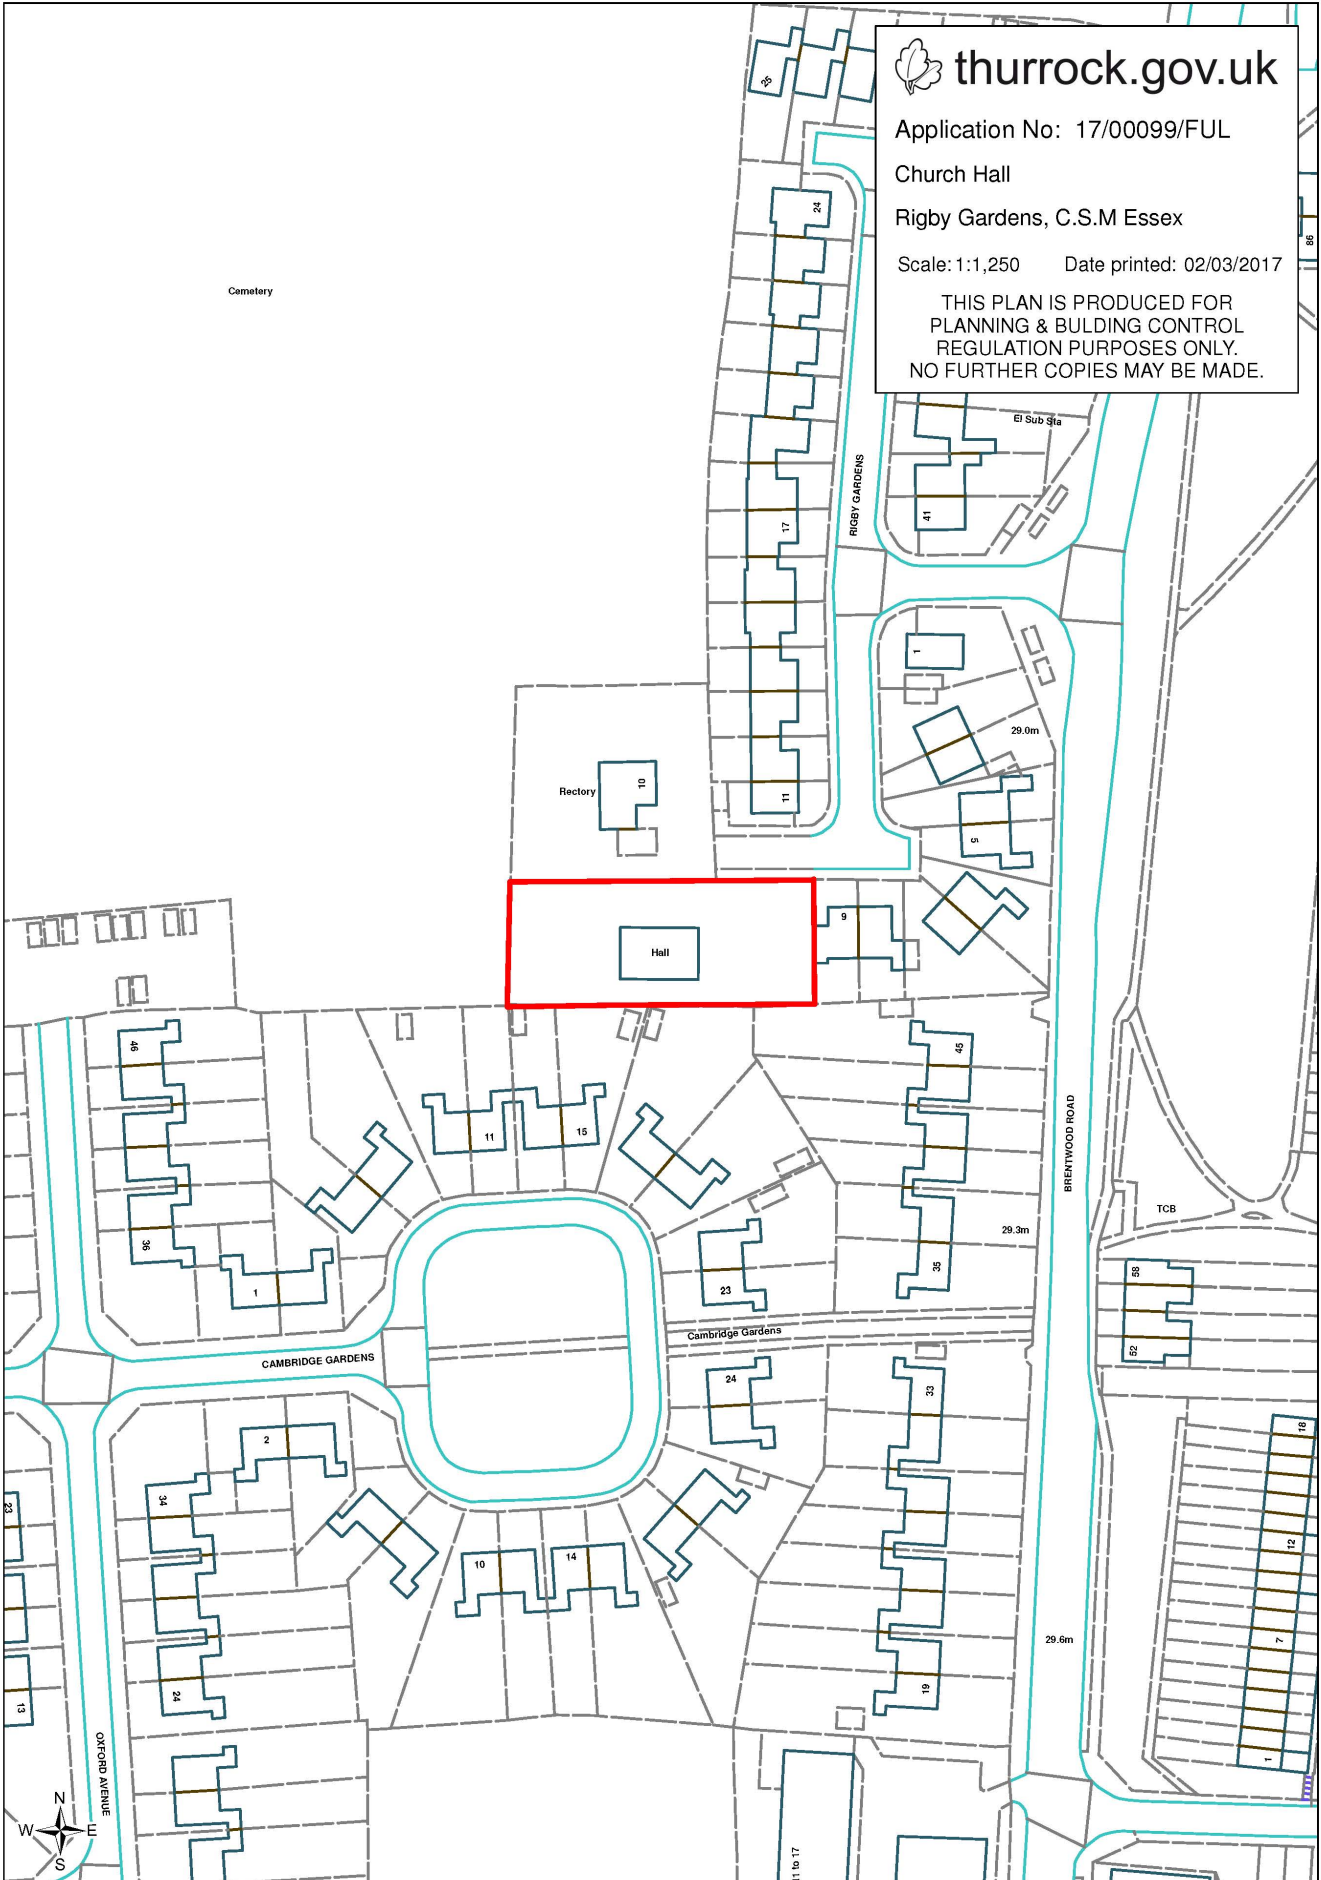 thurrock.gov.uk
Application No: 17/00099/FUL
Church Hall
Rigby Gardens, C.S.M Essex
Scale: 1:1,250 Date printed: 02/03/2017
THIS PLAN IS PRODUCED FOR
PLANNING & BULDING CONTROL
REGULATION PURPOSES ONLY.
NO FURTHER COPIES MAY BE MADE.
25
24
86
Cemetery
El Sub Sta
RIGBY GARDENS
17
41
1
29.0m
Rectory
10
11
5
9
Hall
46
45
11
15
BRENTWOOD ROAD
36
TCB
29.3m
35
23
1
58
52
Cambridge Gardens
CAMBRIDGE GARDENS
24
33
2
34
23
18
12
10
14
7
29.6m
24
19
13
1
OXFORD AVENUE
N
W E
S
11 to 17